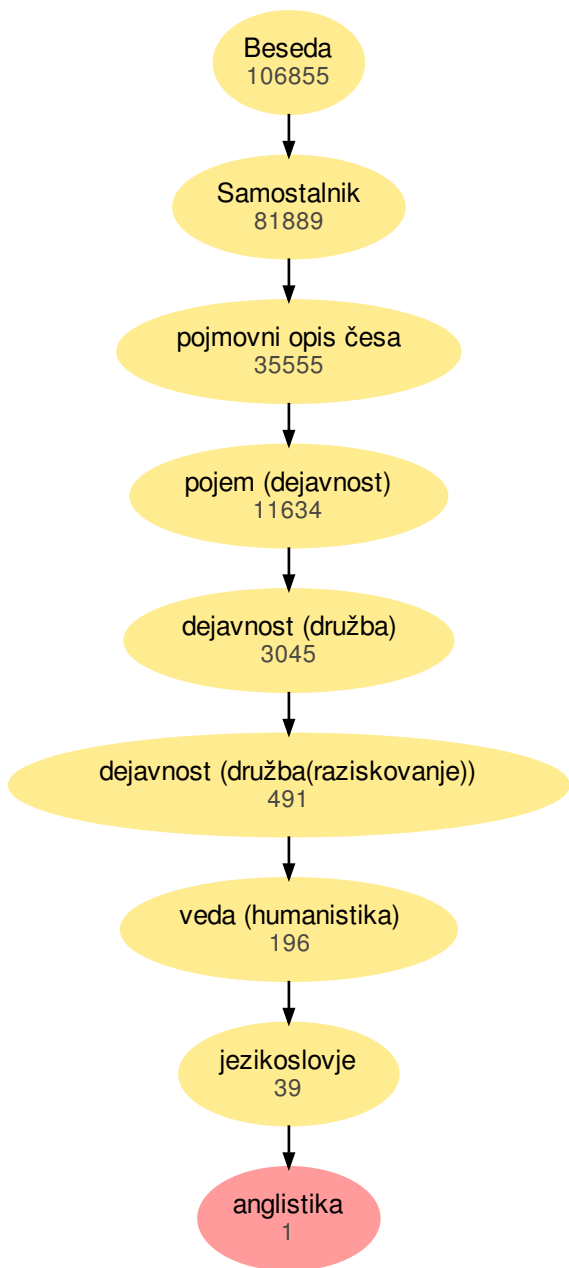 Beseda
106855
Samostalnik
81889
pojmovni opis česa
35555
pojem (dejavnost)
11634
dejavnost (družba)
3045
dejavnost (družba(raziskovanje))
491
veda (humanistika)
196
jezikoslovje
39
anglistika
1